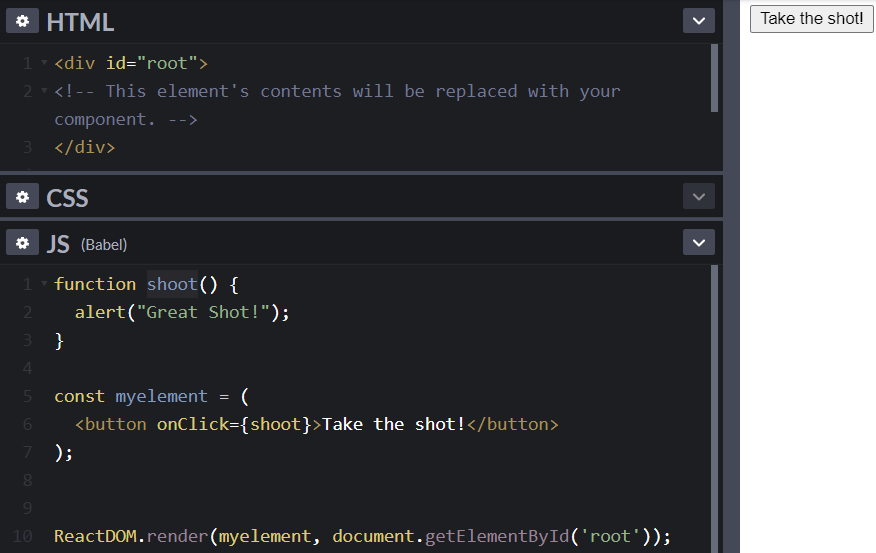 HTML
Take the shot!
1 <div id="root">
2 <!-- This element's contents will be replaced with your
component. -->
3 </div>
CSS
JS (Babel)
1 function shoot() {
2   alert("Great Shot!");
3 }
4
5 const myelement = (
6   <button onClick={shoot}>Take the shot!</button>
7 );
8
9
10 ReactDOM.render(myelement, document.getElementById('root'));